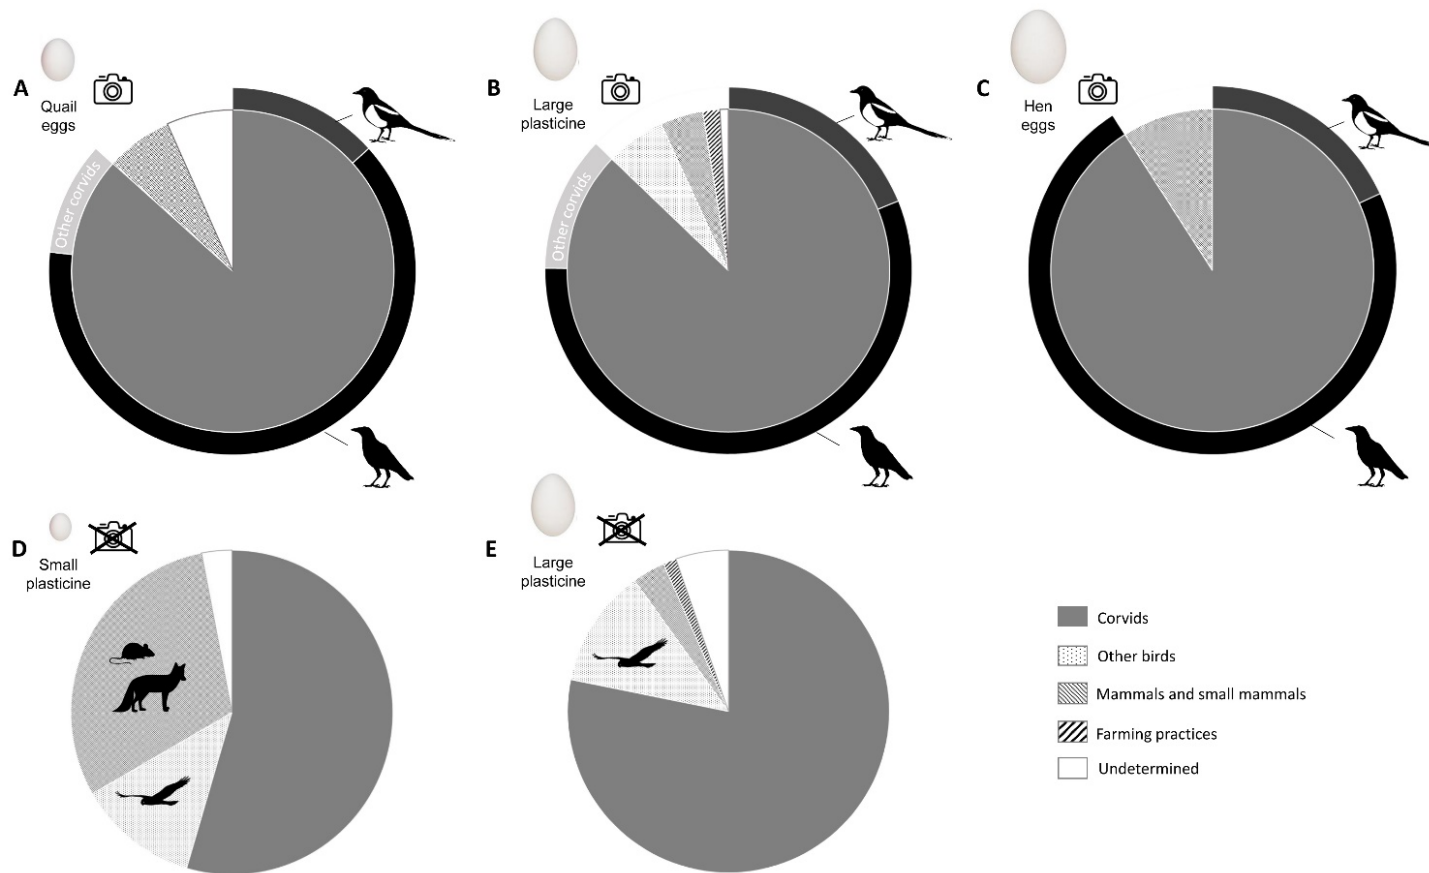 A
Quail
eggs
Other corvids
B
Large
plasticine
Other corvids
C
Hen
eggs
D
Small
plasticine
E
Large
plasticine
Corvids
Other birds
Mammals and small mammals
Farming practices
Undetermined